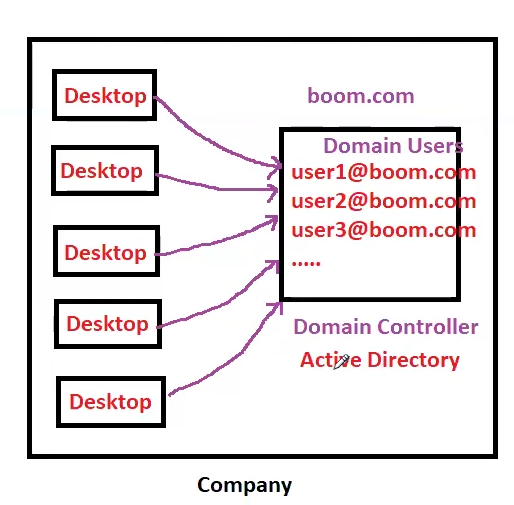 Desktop
Desktop
Desktop
Desktop
Desktop
boom.com
Domain Users
user1@boom.com
user2@boom.com
user3@boom.com
.....
Domain Controller
Active Directory
Company